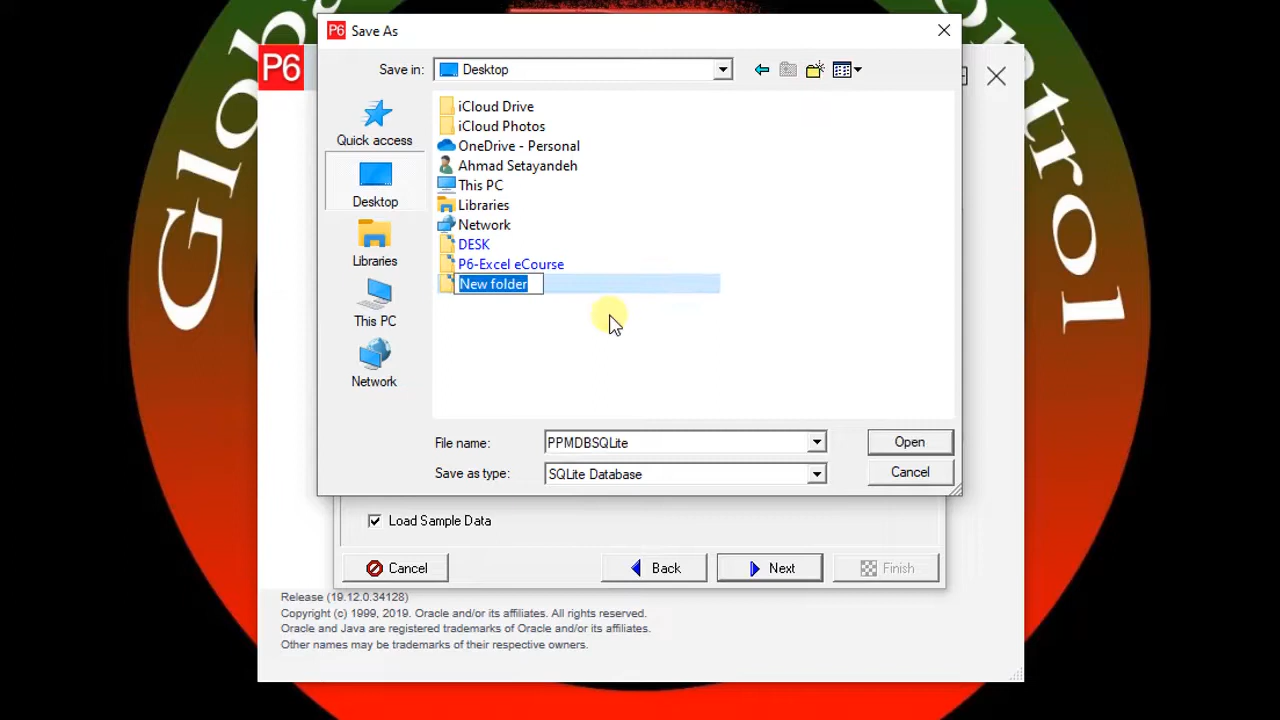 P6 Save As
Save in: Desktop
P6
Quick access
Desktop
Libraries
This PC
Network
iCloud Drive
iCloud Photos
OneDrive - Personal
Ahmad Setayandeh
This PC
Libraries
Network
DESK
P6-Excel eCourse
New folder
File name: PPMDBSQLite Open
Save as type: SQLite Database Cancel
Load Sample Data
Cancel Back Next Finish
Release (19.12.0.34128)
Copyright (c) 1999, 2019. Oracle and/or its affiliates. All rights reserved.
Oracle and Java are registered trademarks of Oracle and/or its affiliates.
Other names may be trademarks of their respective owners.